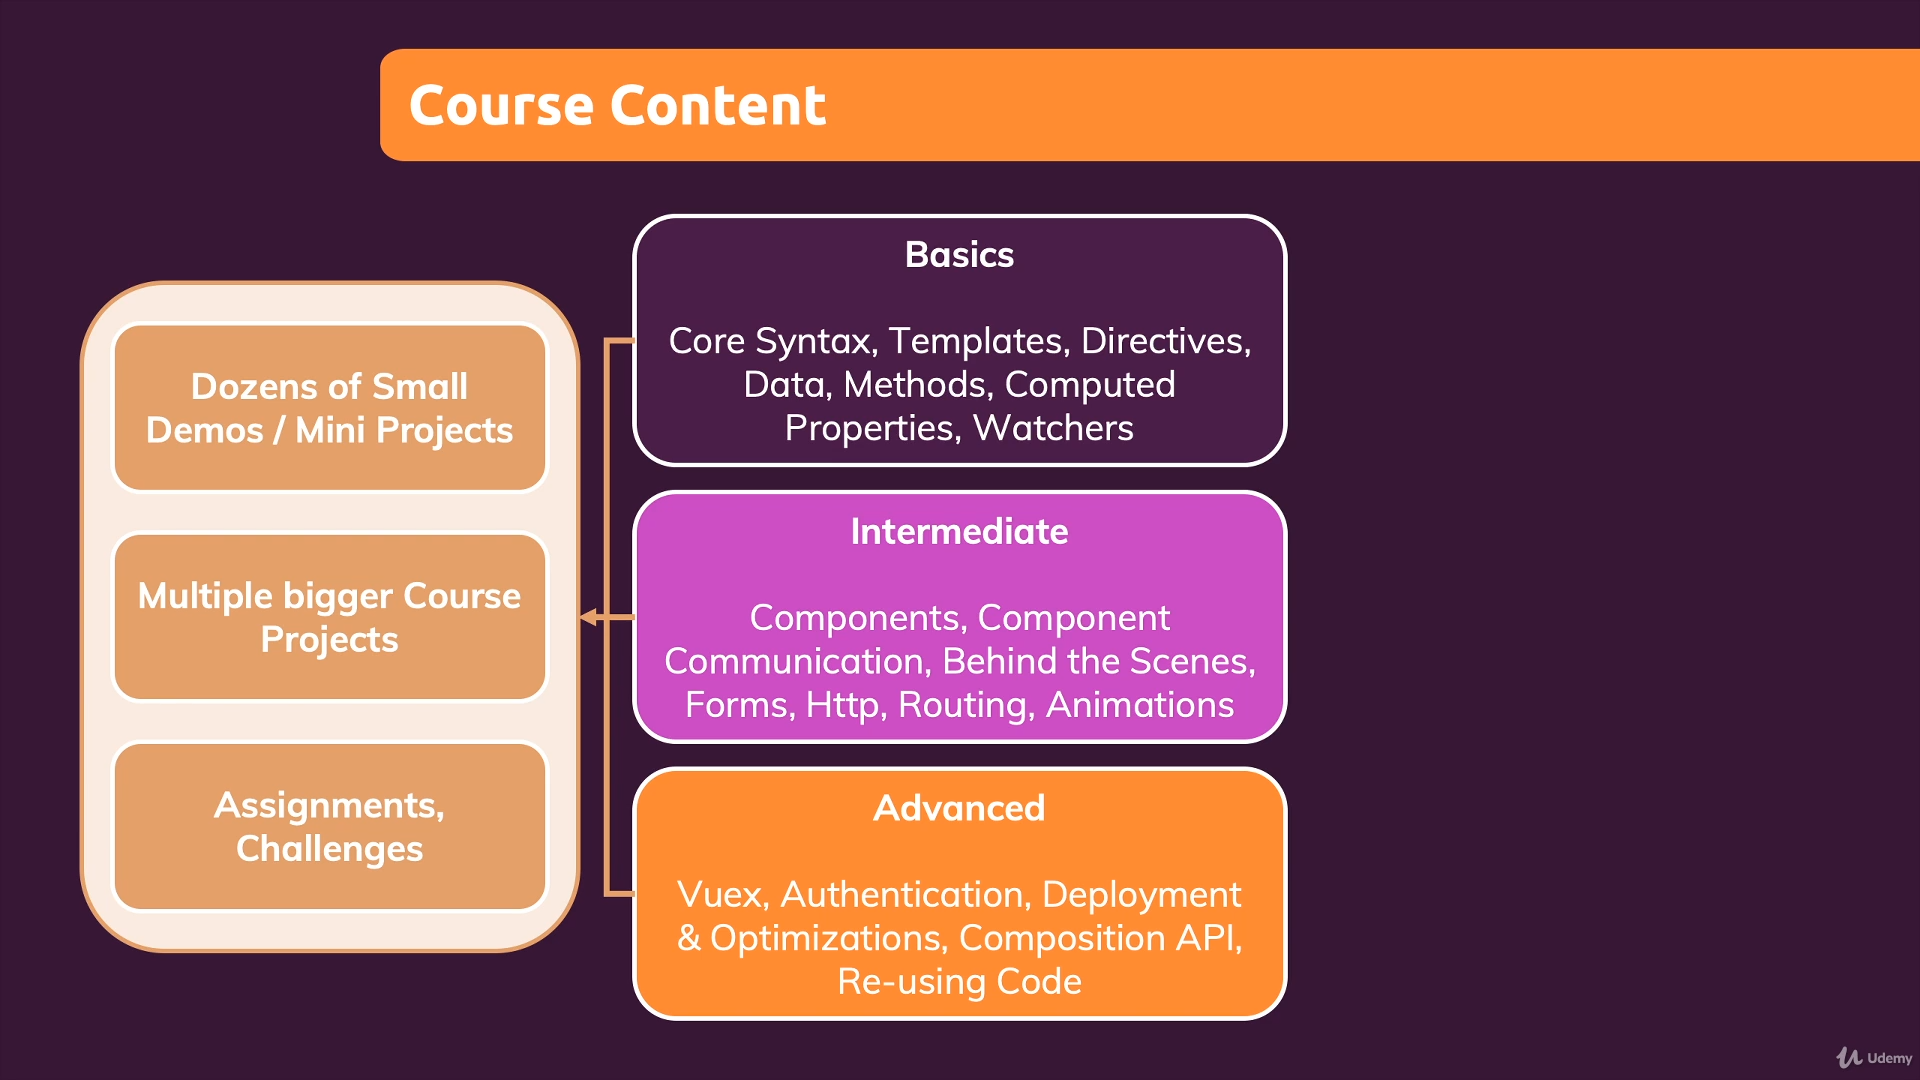 Course Content
Dozens of Small
Demos / Mini Projects
Multiple bigger Course
Projects
Assignments,
Challenges
Basics
Core Syntax, Templates, Directives,
Data, Methods, Computed
Properties, Watchers
Intermediate
Components, Component
Communication, Behind the Scenes,
Forms, Http, Routing, Animations
Advanced
Vuex, Authentication, Deployment
& Optimizations, Composition API,
Re-using Code
Udemy